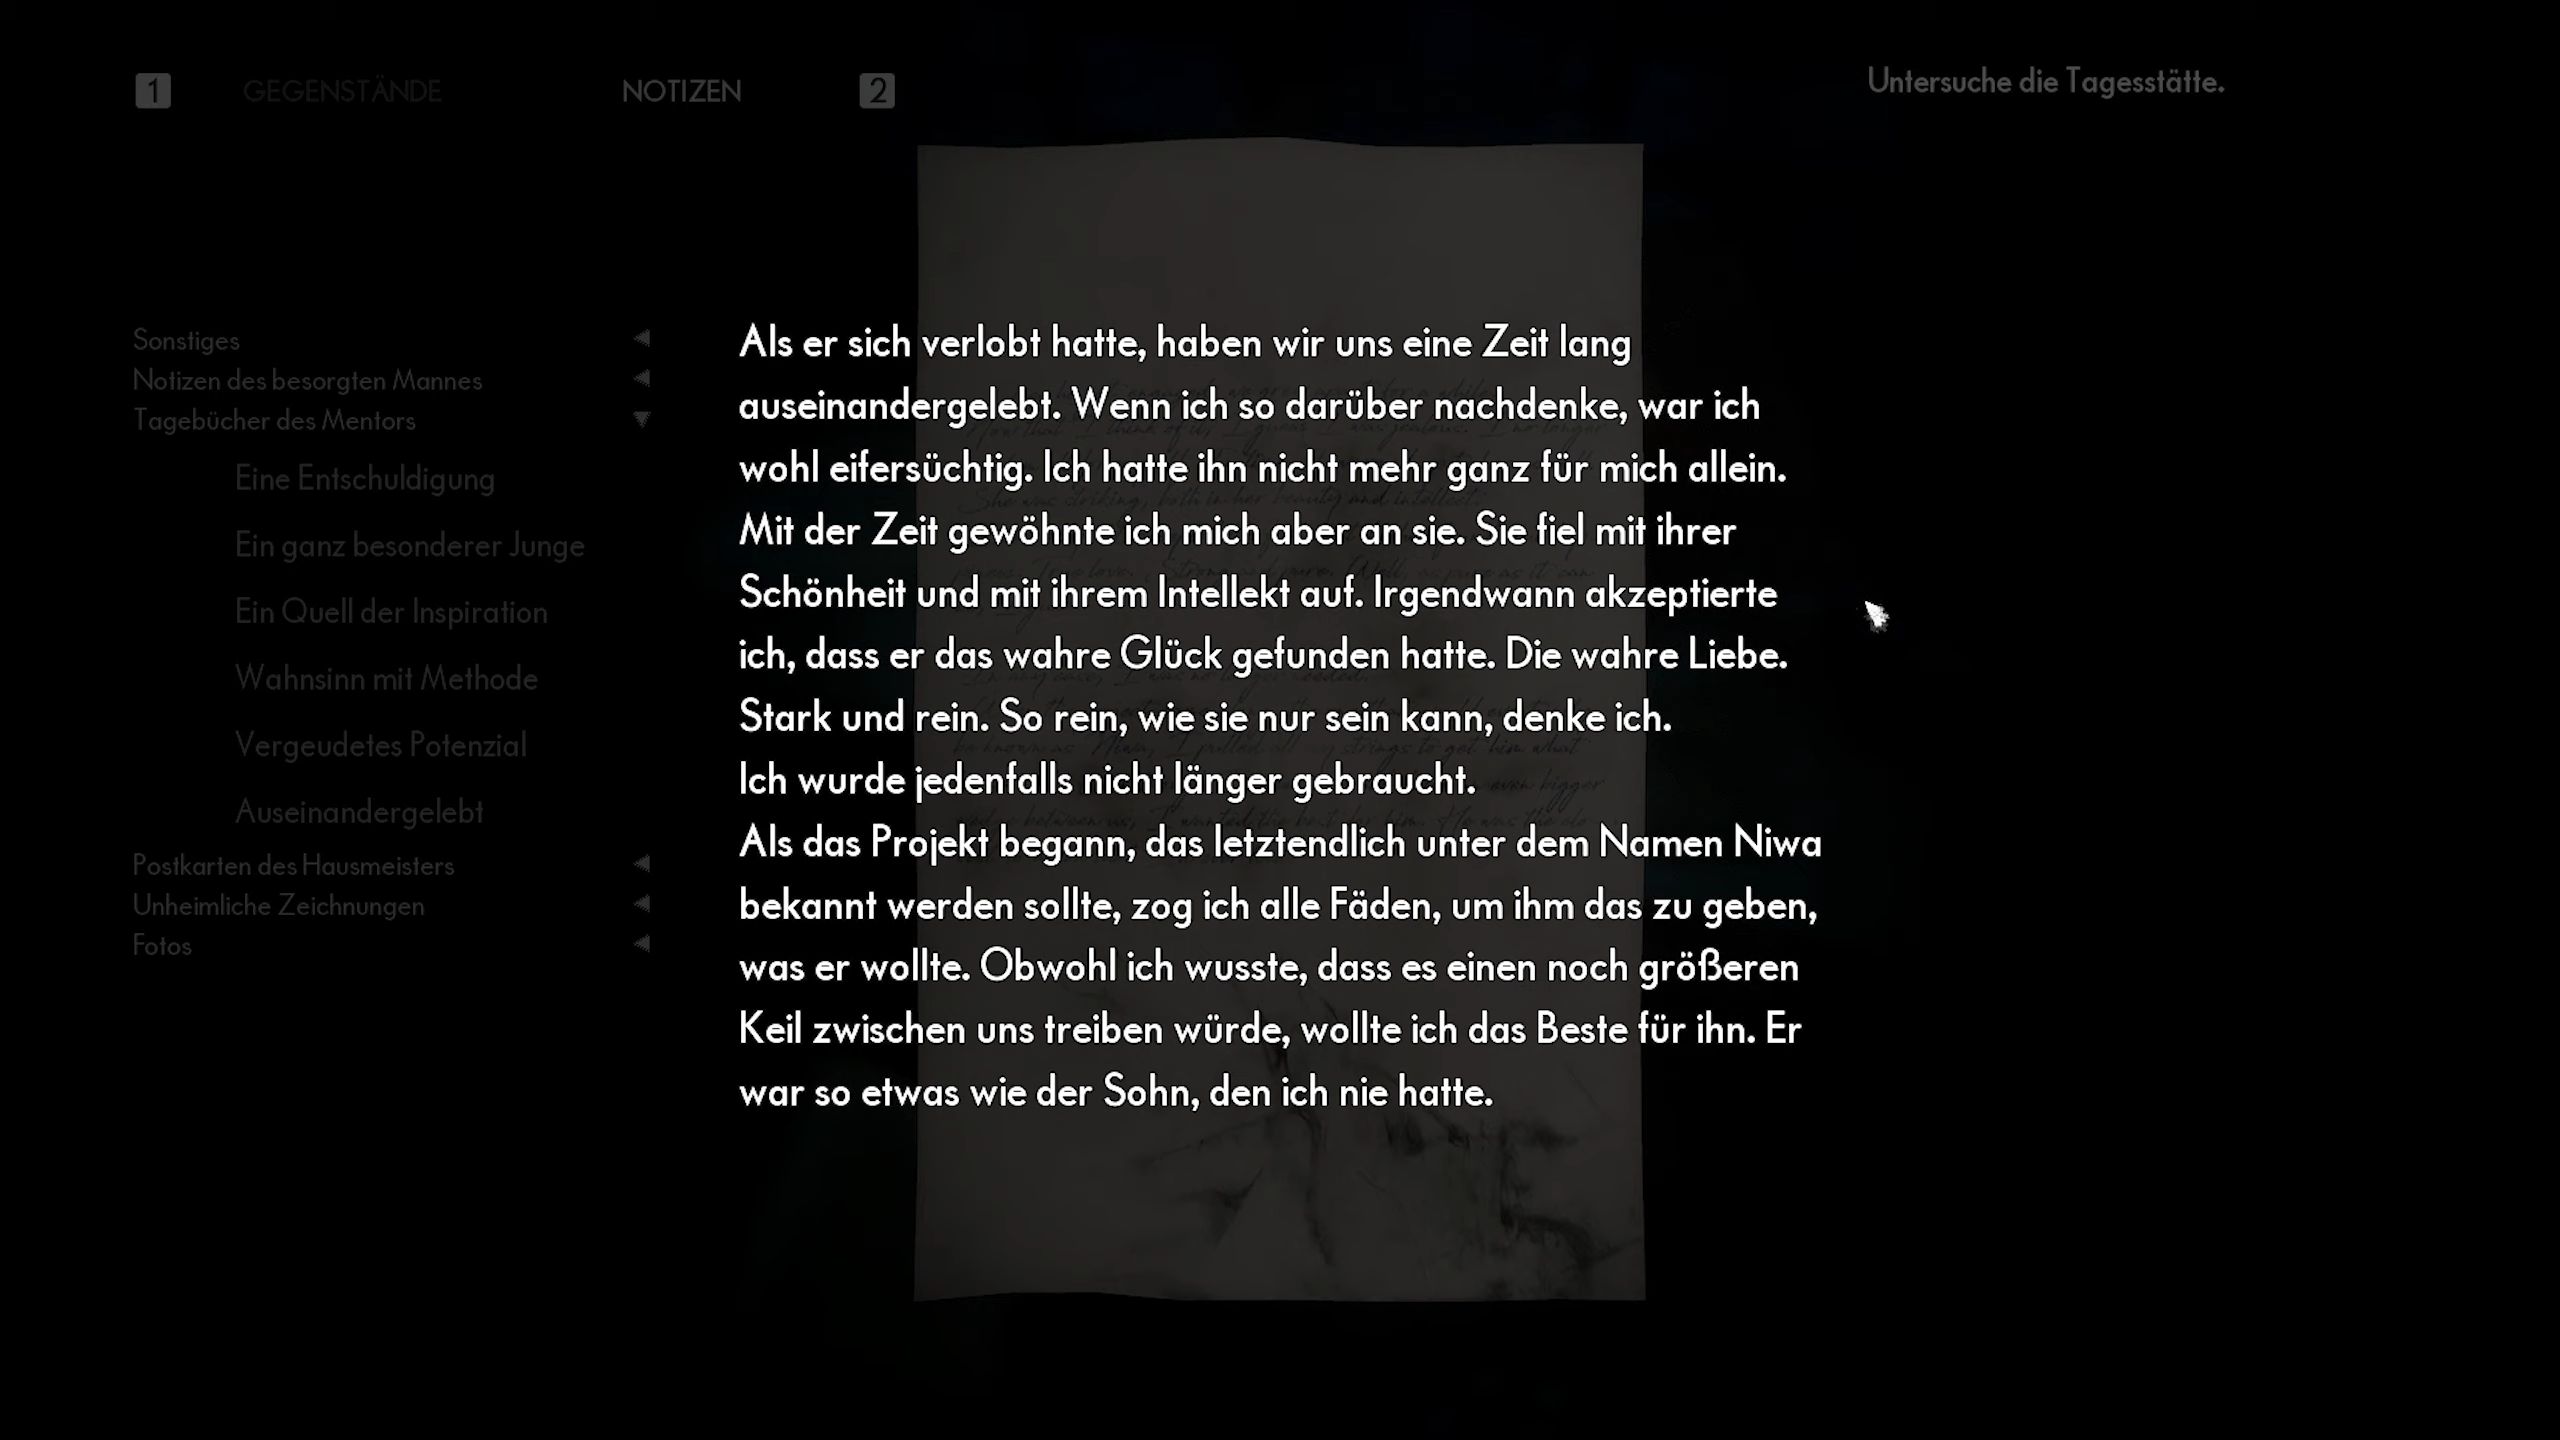 1 GEGENSTÄNDE NOTIZEN 2
Untersuche die Tagesstätte.
Sonstiges
Notizen des besorgten Mannes
Tagebücher des Mentors
Eine Entschuldigung
Ein ganz besonderer Junge
Ein Quell der Inspiration
Wahnsinn mit Methode
Vergeudetes Potenzial
Auseinandergelebt
Postkarten des Hausmeisters
Unheimliche Zeichnungen
Fotos
Als er sich verlobt hatte, haben wir uns eine Zeit lang
auseinandergelebt. Wenn ich so darüber nachdenke, war ich
wohl eifersüchtig. Ich hatte ihn nicht mehr ganz für mich allein.
Mit der Zeit gewöhnte ich mich aber an sie. Sie fiel mit ihrer
Schönheit und mit ihrem Intellekt auf. Irgendwann akzeptierte
ich, dass er das wahre Glück gefunden hatte. Die wahre Liebe.
Stark und rein. So rein, wie sie nur sein kann, denke ich.
Ich wurde jedenfalls nicht länger gebraucht.
Als das Projekt begann, das letztendlich unter dem Namen Niwa
bekannt werden sollte, zog ich alle Fäden, um ihm das zu geben,
was er wollte. Obwohl ich wusste, dass es einen noch größeren
Keil zwischen uns treiben würde, wollte ich das Beste für ihn. Er
war so etwas wie der Sohn, den ich nie hatte.